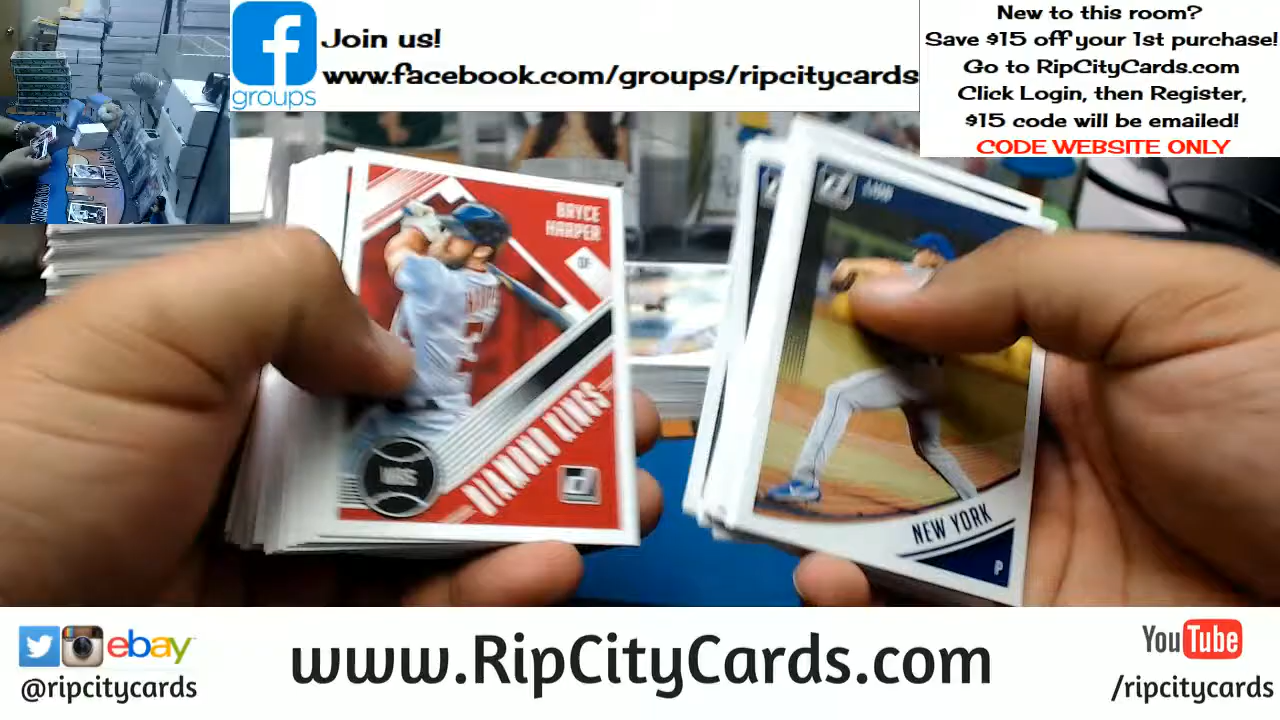 f
groups
Join us!
www.facebook.com/groups/ripcitycards
New to this room?
Save $15 off your 1st purchase!
Go to RipCityCards.com
Click Login, then Register,
$15 code will be emailed!
CODE WEBSITE ONLY
BRYCE
HARPER
OF
WAS
DIAMOND KINGS
NEW YORK
P
ebay
@ripcitycards
www.RipCityCards.com
YouTube
/ripcitycards